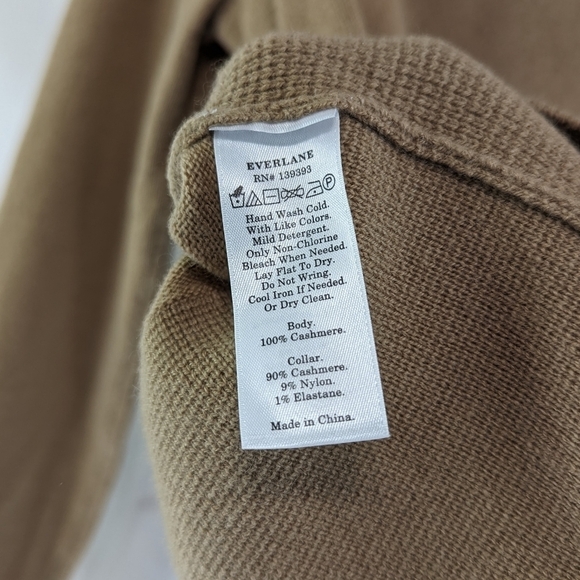 EVERLANE
RN# 139393
Hand Wash Cold.
With Like Colors.
Mild Detergent.
Only Non-Chlorine
Bleach When Needed.
Lay Flat To Dry.
Do Not Wring.
Cool Iron If Needed.
Or Dry Clean.
Body.
100% Cashmere.
Collar.
90% Cashmere.
9% Nylon.
1% Elastane.
Made in China.